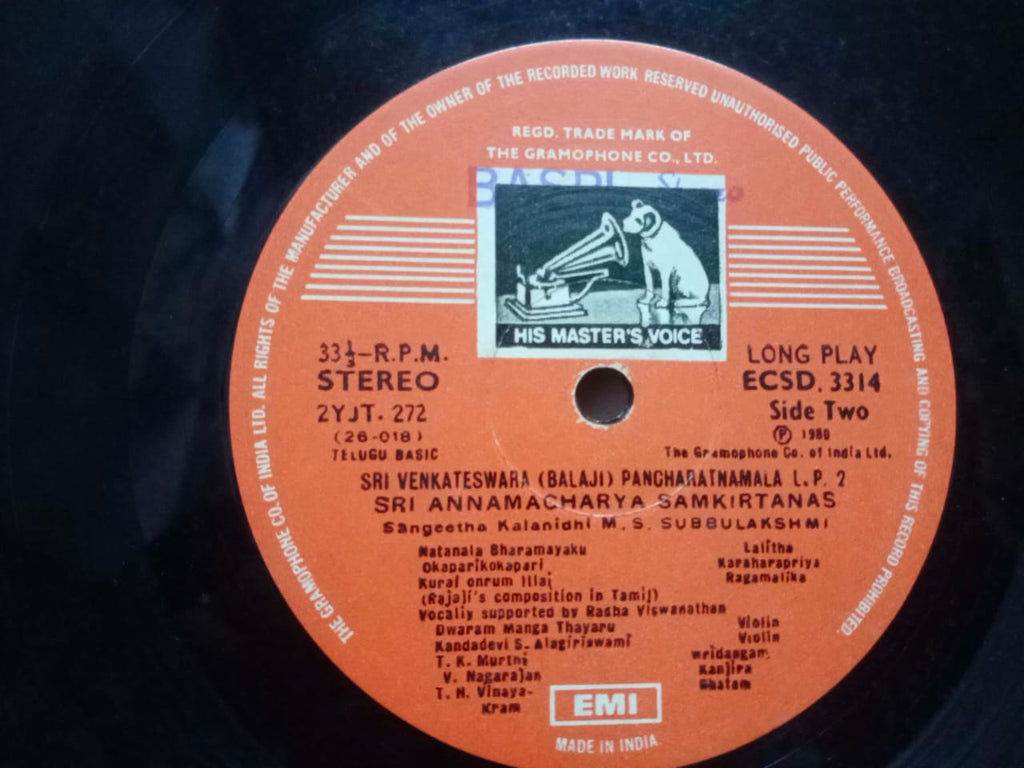 THE GRAMOPHONE CO. OF INDIA LTD. ALL RIGHTS OF THE MANUFACTURER AND OF THE OWNER OF THE RECORDED WORK RESERVED UNAUTHORISED PUBLIC PERFORMANCE BROADCASTING AND COPYING OF THIS RECORD PROHIBITED.
REGD. TRADE MARK OF
THE GRAMOPHONE CO., LTD.
HIS MASTER'S VOICE
33⅓-R.P.M.
STEREO
2YJT. 272
(26-018)
TELUGU BASIC
LONG PLAY
ECSD. 3314
Side Two
Ⓟ 1980
The Gramophone Co. of India Ltd.
SRI VENKATESWARA (BALAJI) PANCHARATNAMALA L.P. 2
SRI ANNAMACHARYA SAMKIRTANAS
Sangeetha Kalanidhi M. S. SUBBULAKSHMI
Natanala Bharamayaku Lalitha
Okaparikokapari Karaharapriya
Kurai onrum Illai Ragamalika
(Rajaji's composition in Tamil)
Vocally supported by Radha Viswanathan
Dwaram Manga Thayaru Violin
Kandadevi S. Alagiriswami Violin
T. K. Murthi Mridangam
V. Nagarajan Kanjira
T. H. Vinaya- Ghatam
Kram
EMI
MADE IN INDIA.